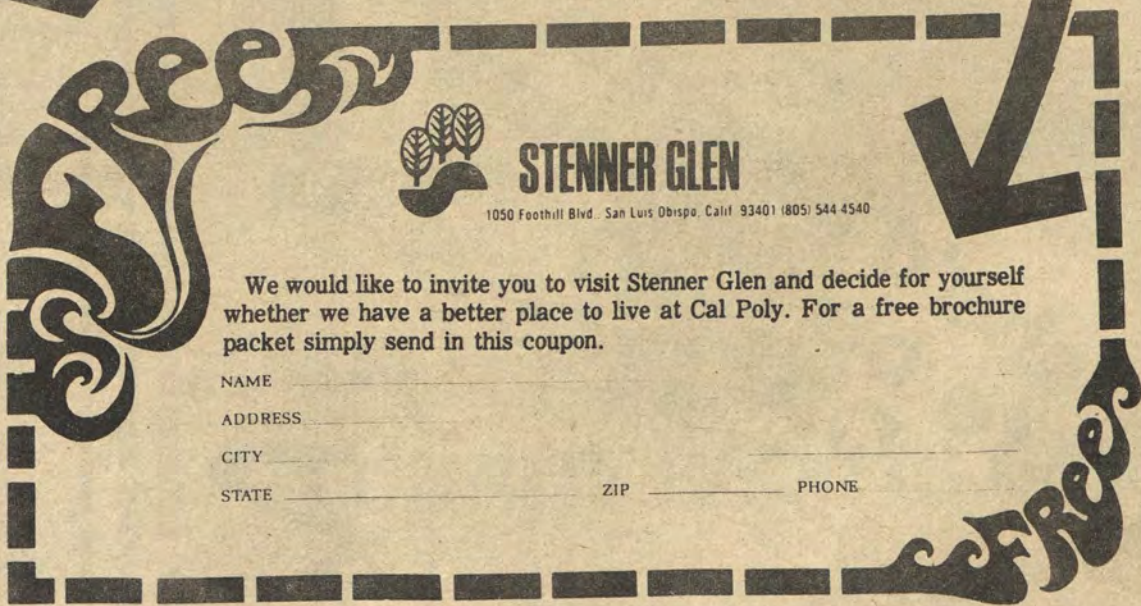 FREE
STENNER GLEN
1050 Foothill Blvd., San Luis Obispo, Calif. 93401 (805) 544-4540
We would like to invite you to visit Stenner Glen and decide for yourself
whether we have a better place to live at Cal Poly. For a free brochure
packet simply send in this coupon.
NAME
ADDRESS
CITY
STATE ZIP PHONE
FREE